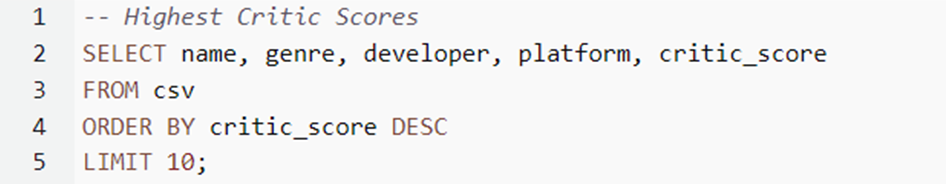 1 -- Highest Critic Scores
2 SELECT name, genre, developer, platform, critic_score
3 FROM csv
4 ORDER BY critic_score DESC
5 LIMIT 10;